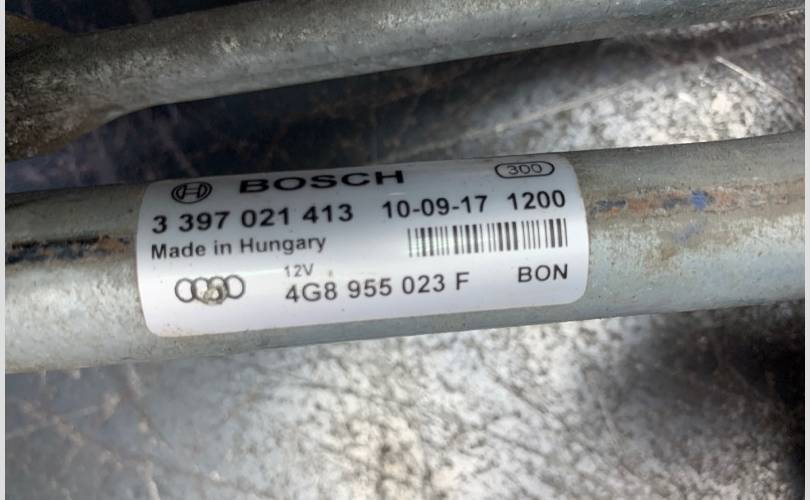 BOSCH 300
3 397 021 413 10-09-17 1200
Made in Hungary
12V
4G8 955 023 F BON